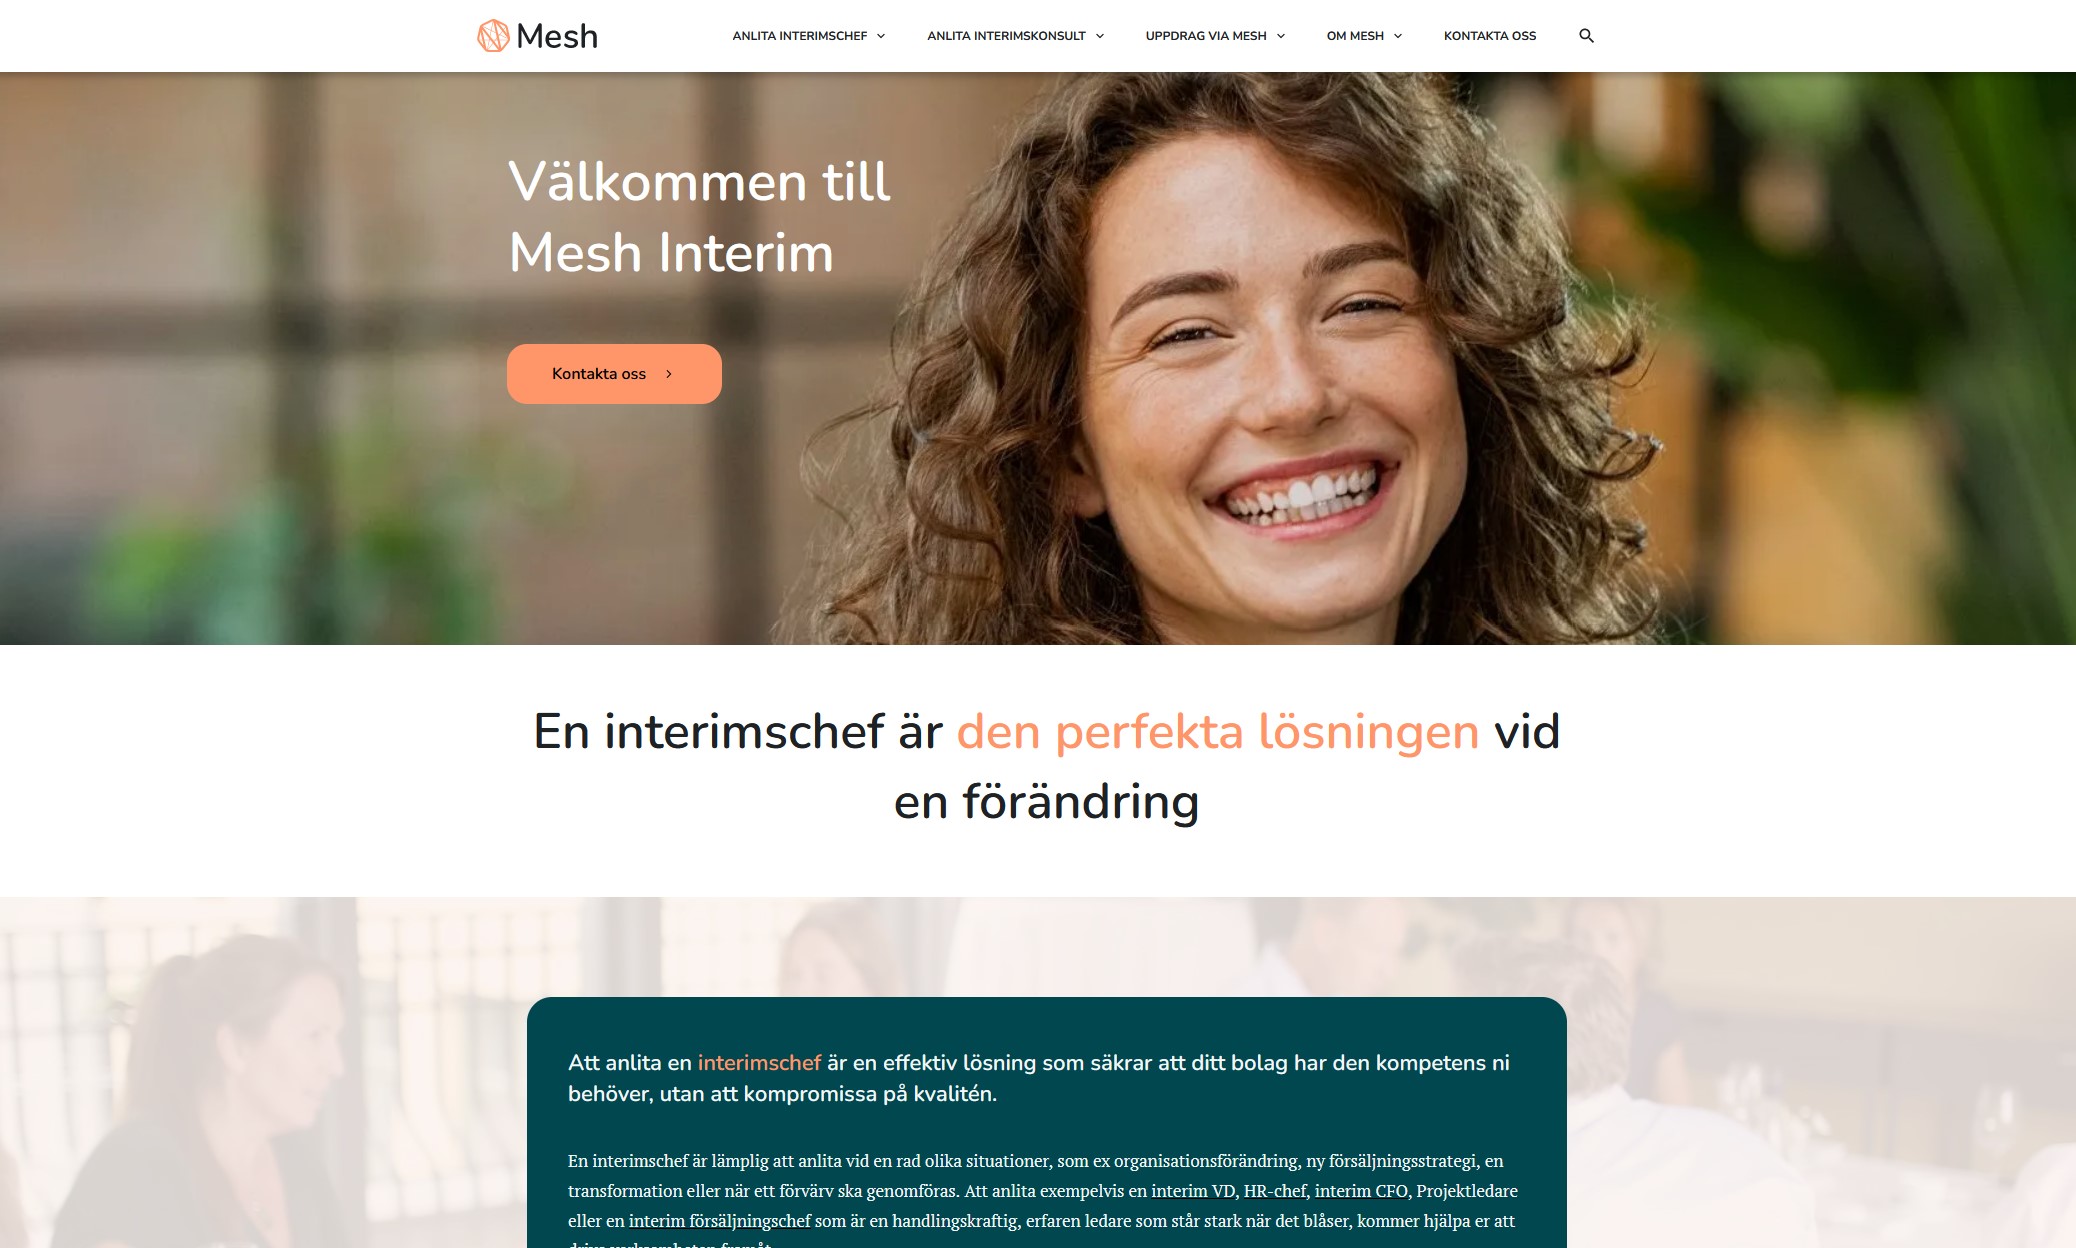 Mesh
ANLITA INTERIMSCHEF
ANLITA INTERIMSKONSULT
UPPDRAG VIA MESH
OM MESH
KONTAKTA OSS
Välkommen till
Mesh Interim
Kontakta oss
En interimschef är den perfekta lösningen vid
en förändring
Att anlita en interimschef är en effektiv lösning som säkrar att ditt bolag har den kompetens ni
behöver, utan att kompromissa på kvalitén.
En interimschef är lämplig att anlita vid en rad olika situationer, som ex organisationsförändring, ny försäljningsstrategi, en
transformation eller när ett förvärv ska genomföras. Att anlita exempelvis en interim VD, HR-chef, interim CFO, Projektledare
eller en interim försäljningschef som är en handlingskraftig, erfaren ledare som står stark när det blåser, kommer hjälpa er att